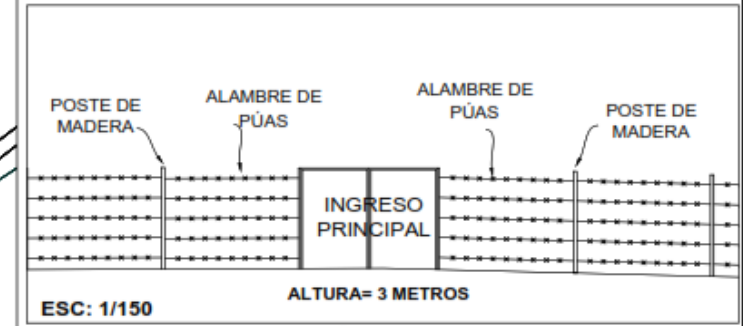 POSTE DE
MADERA
ALAMBRE DE
PÚAS
ALAMBRE DE
PÚAS
POSTE DE
MADERA
INGRESO
PRINCIPAL
ALTURA= 3 METROS
ESC: 1/150